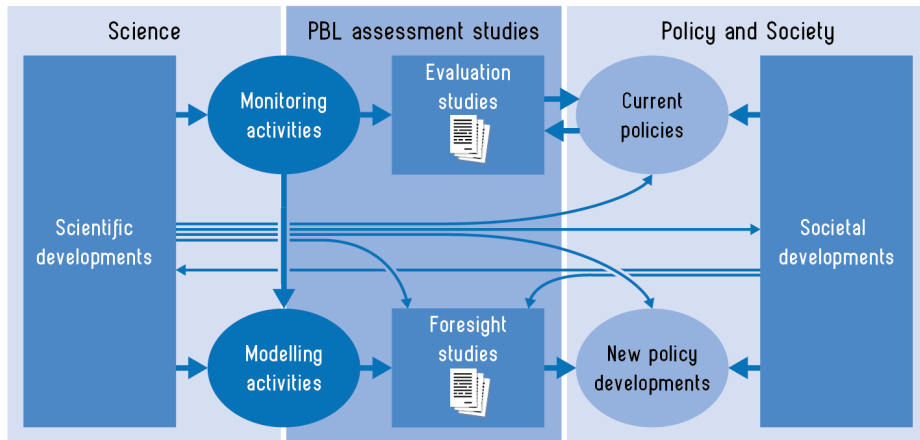 Science
PBL assessment studies
Policy and Society
Monitoring
activities
Evaluation
studies
Current
policies
Scientific
developments
Societal
developments
Modelling
activities
Foresight
studies
New policy
developments